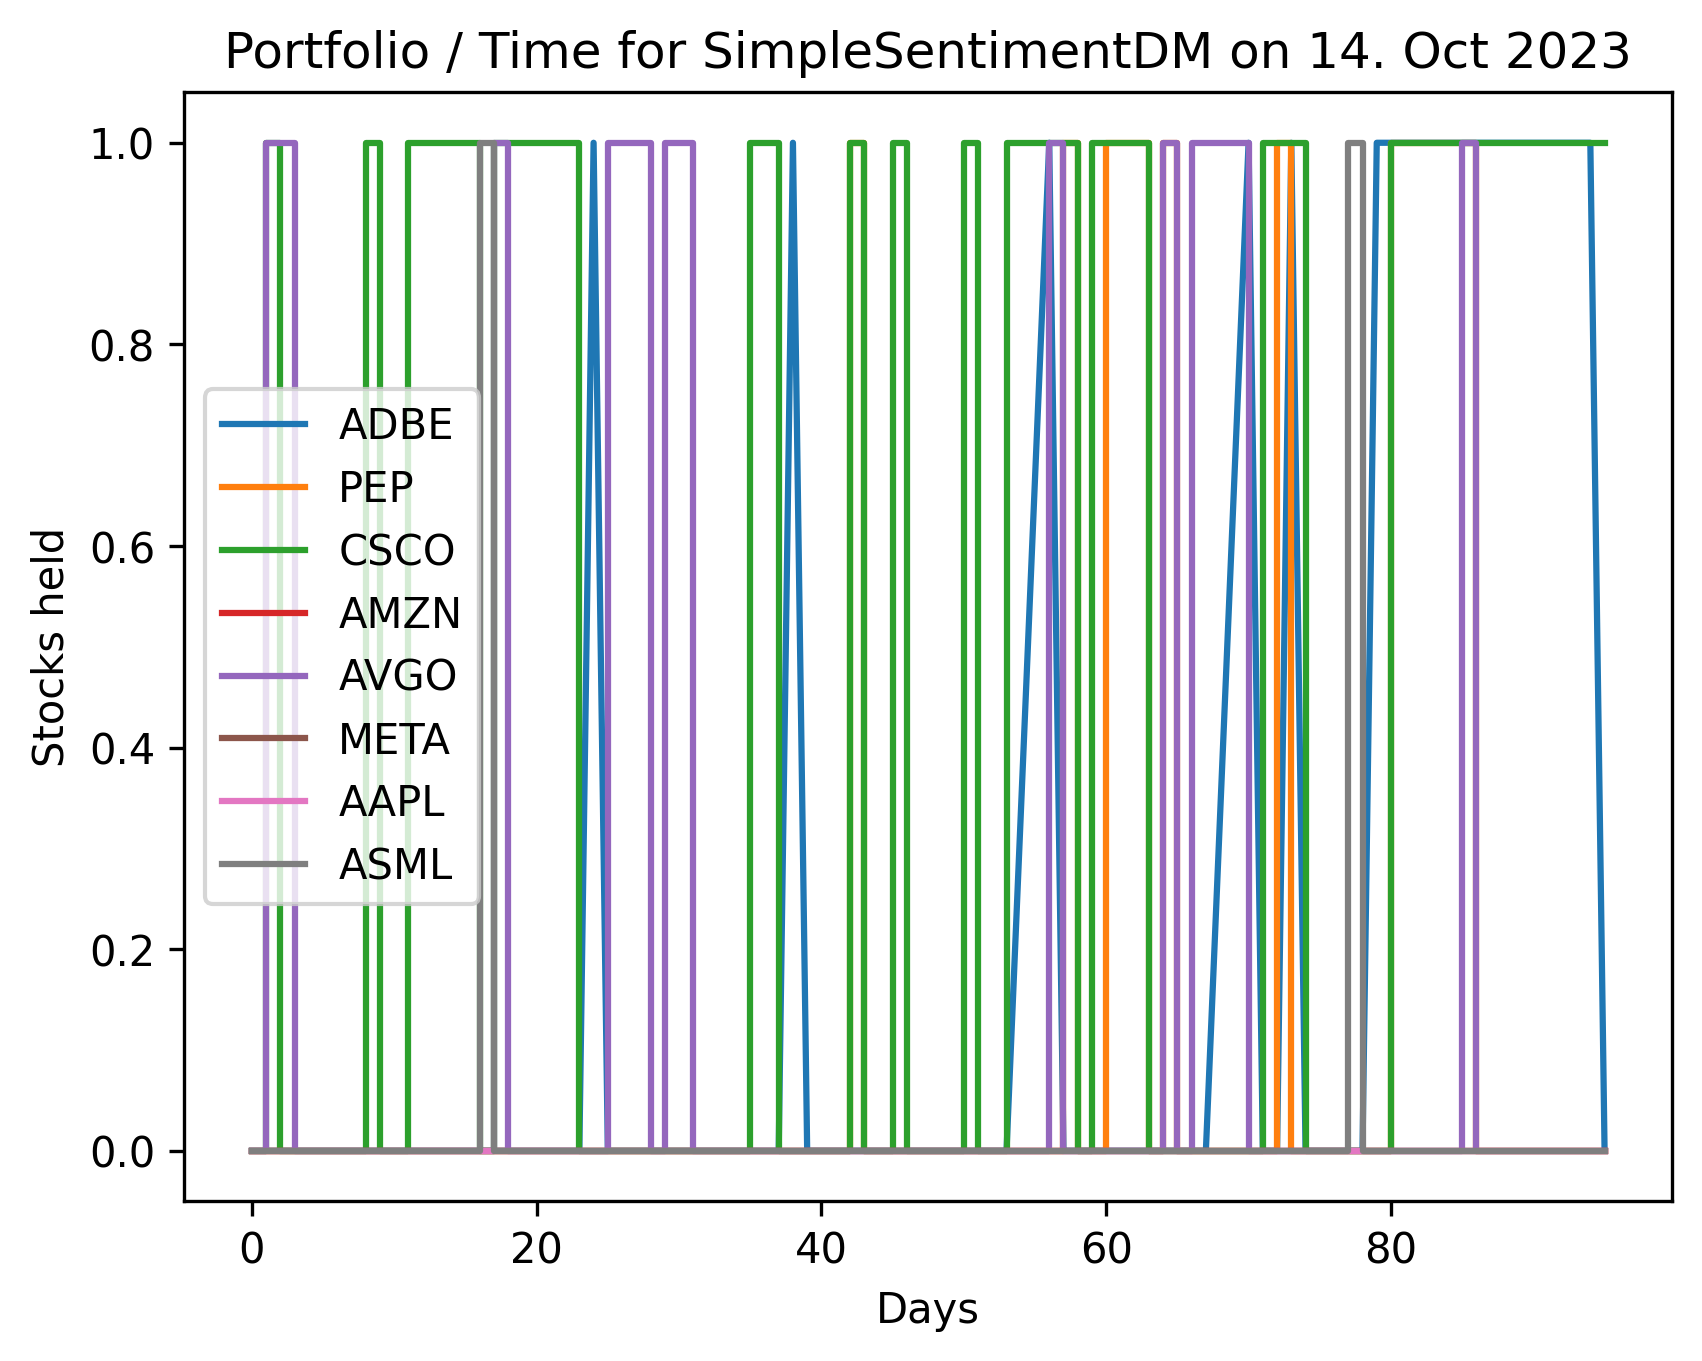 Portfolio / Time for SimpleSentimentDM on 14. Oct 2023
1.0
0.8
0.6
0.4
0.2
0.0
Stocks held
ADBE
PEP
CSCO
AMZN
AVGO
META
AAPL
ASML
0 20 40 60 80
Days